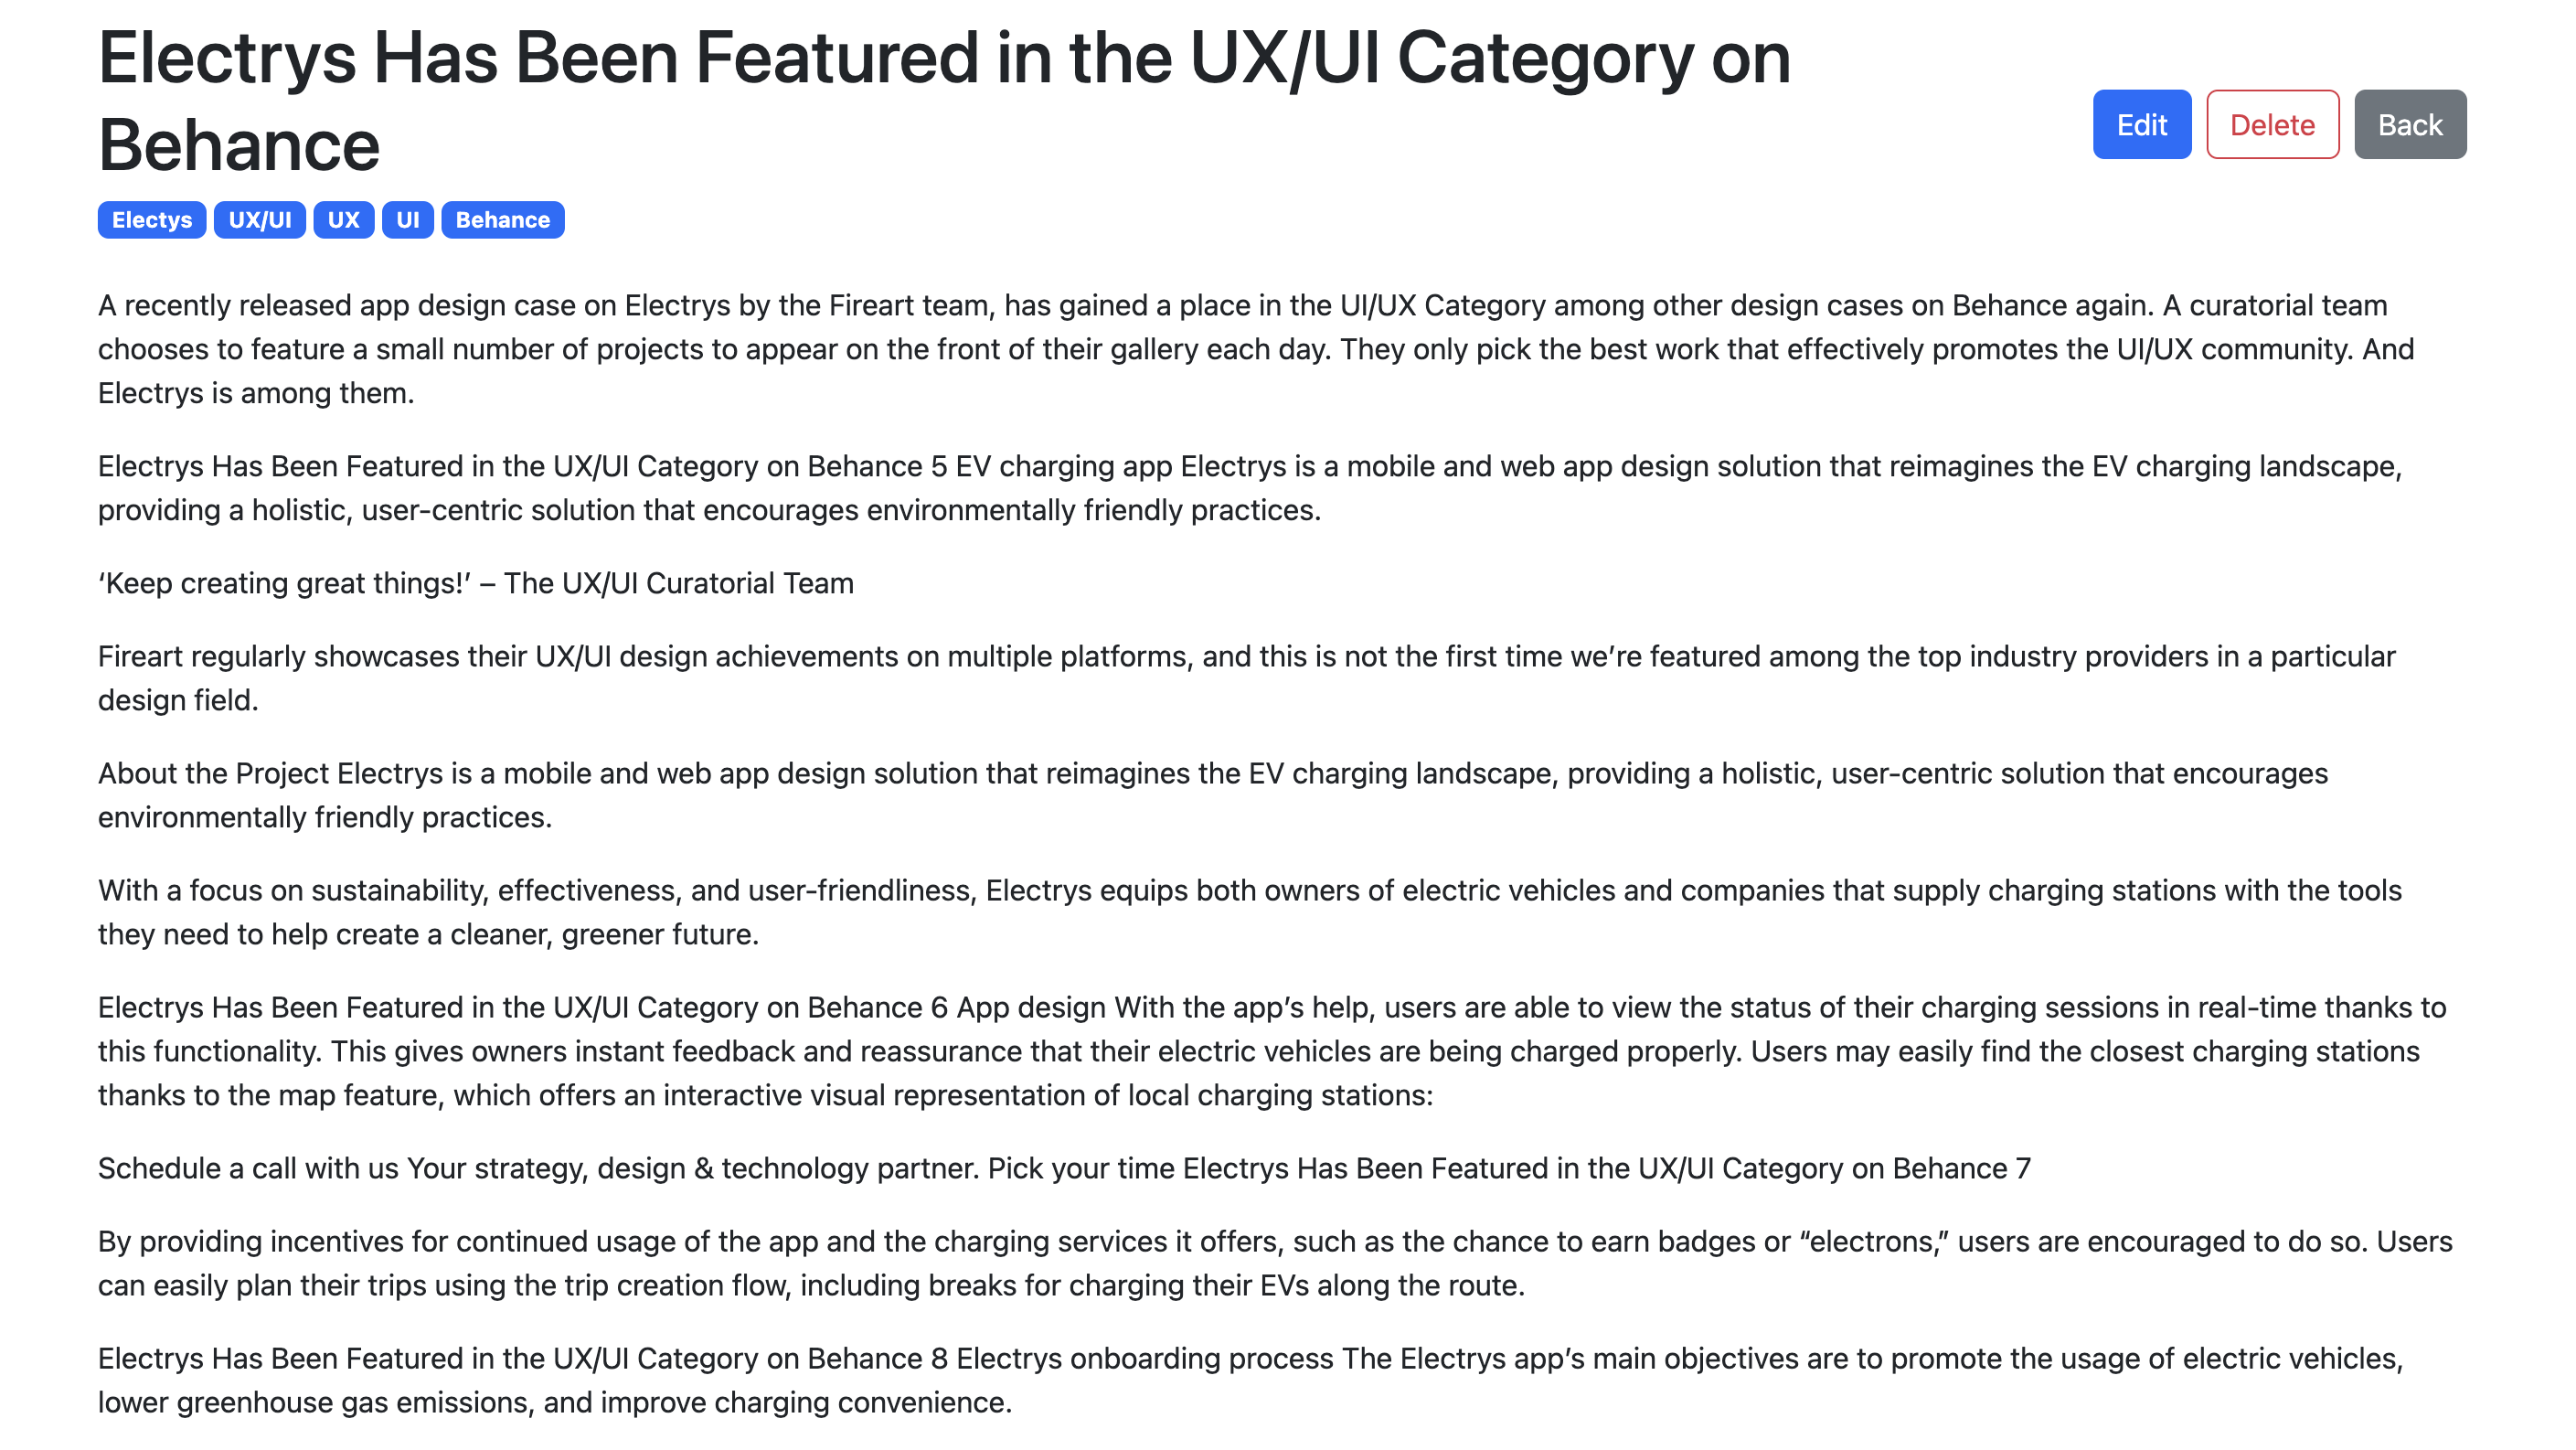 Electrys Has Been Featured in the UX/UI Category on
Behance
Edit
Delete
Back
Electys
UX/UI
UX
UI
Behance
A recently released app design case on Electrys by the Fireart team, has gained a place in the UI/UX Category among other design cases on Behance again. A curatorial team
chooses to feature a small number of projects to appear on the front of their gallery each day. They only pick the best work that effectively promotes the UI/UX community. And
Electrys is among them.
Electrys Has Been Featured in the UX/UI Category on Behance 5 EV charging app Electrys is a mobile and web app design solution that reimagines the EV charging landscape,
providing a holistic, user-centric solution that encourages environmentally friendly practices.
‘Keep creating great things!’ – The UX/UI Curatorial Team
Fireart regularly showcases their UX/UI design achievements on multiple platforms, and this is not the first time we’re featured among the top industry providers in a particular
design field.
About the Project Electrys is a mobile and web app design solution that reimagines the EV charging landscape, providing a holistic, user-centric solution that encourages
environmentally friendly practices.
With a focus on sustainability, effectiveness, and user-friendliness, Electrys equips both owners of electric vehicles and companies that supply charging stations with the tools
they need to help create a cleaner, greener future.
Electrys Has Been Featured in the UX/UI Category on Behance 6 App design With the app’s help, users are able to view the status of their charging sessions in real-time thanks to
this functionality. This gives owners instant feedback and reassurance that their electric vehicles are being charged properly. Users may easily find the closest charging stations
thanks to the map feature, which offers an interactive visual representation of local charging stations:
Schedule a call with us Your strategy, design & technology partner. Pick your time Electrys Has Been Featured in the UX/UI Category on Behance 7
By providing incentives for continued usage of the app and the charging services it offers, such as the chance to earn badges or “electrons,” users are encouraged to do so. Users
can easily plan their trips using the trip creation flow, including breaks for charging their EVs along the route.
Electrys Has Been Featured in the UX/UI Category on Behance 8 Electrys onboarding process The Electrys app’s main objectives are to promote the usage of electric vehicles,
lower greenhouse gas emissions, and improve charging convenience.